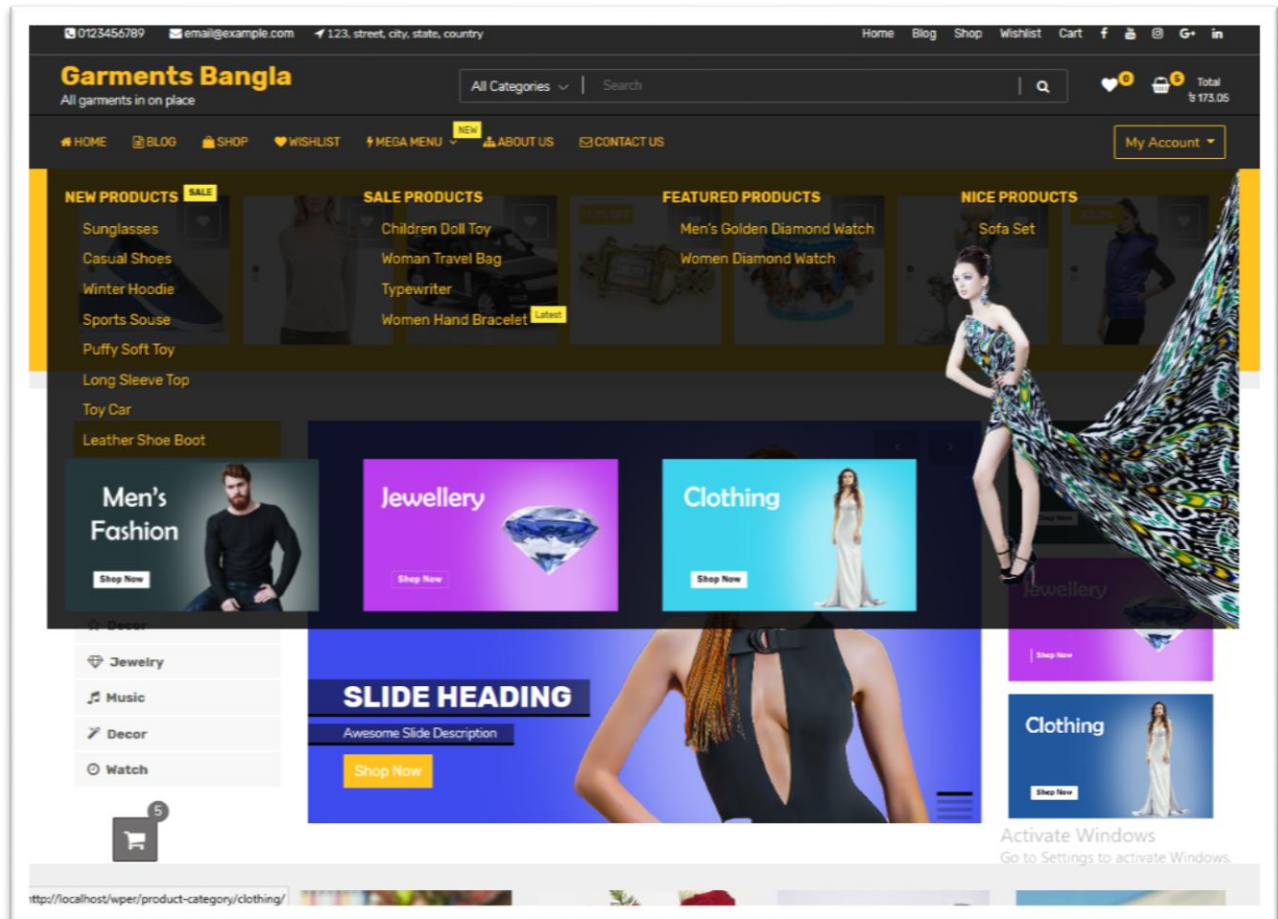 0123456789 email@example.com 123, street, city, state, country Home Blog Shop Wishlist Cart
Garments Bangla
All garments in on place
All Categories Search
0
5
Total
৳ 173.05
HOME BLOG SHOP WISHLIST MEGA MENU NEW ABOUT US CONTACT US My Account
NEW PRODUCTS SALE
Sunglasses
Casual Shoes
Winter Hoodie
Sports Souse
Puffy Soft Toy
Long Sleeve Top
Toy Car
Leather Shoe Boot
SALE PRODUCTS
Children Doll Toy
Woman Travel Bag
Typewriter
Women Hand Bracelet Latest
FEATURED PRODUCTS
Men's Golden Diamond Watch
Women Diamond Watch
NICE PRODUCTS
Sofa Set
Men's
Fashion
Shop Now
Jewellery
Shop Now
Clothing
Shop Now
Decor
Jewelry
Music
Decor
Watch
5
SLIDE HEADING
Awesome Slide Description
Shop Now
Shop Now
Jewellery
Shop Now
Clothing
Shop Now
Activate Windows
Go to Settings to activate Windows.
http://localhost/wper/product-category/clothing/